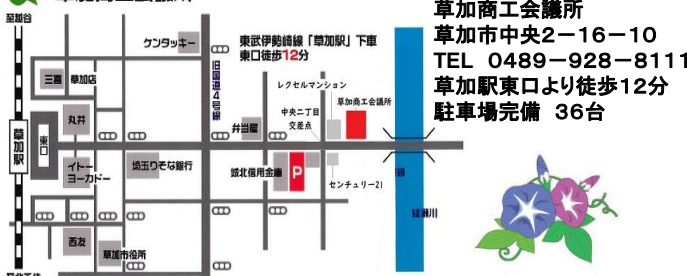 至越谷
ケンタッキー
東武伊勢崎線「草加駅」下車
東口徒歩12分
旧国道4号線
三喜
草加店
レクセルマンション
草加商工会議所
丸井
中央二丁目
交差点
弁当屋
草加駅
東口
イトー
ヨーカドー
埼玉りそな銀行
城北信用金庫
P
センチュリー21
綾瀬川
西友
草加市役所
草加商工会議所
草加市中央2－16－10
TEL 0489－928－8111
草加駅東口より徒歩12分
駐車場完備 36台